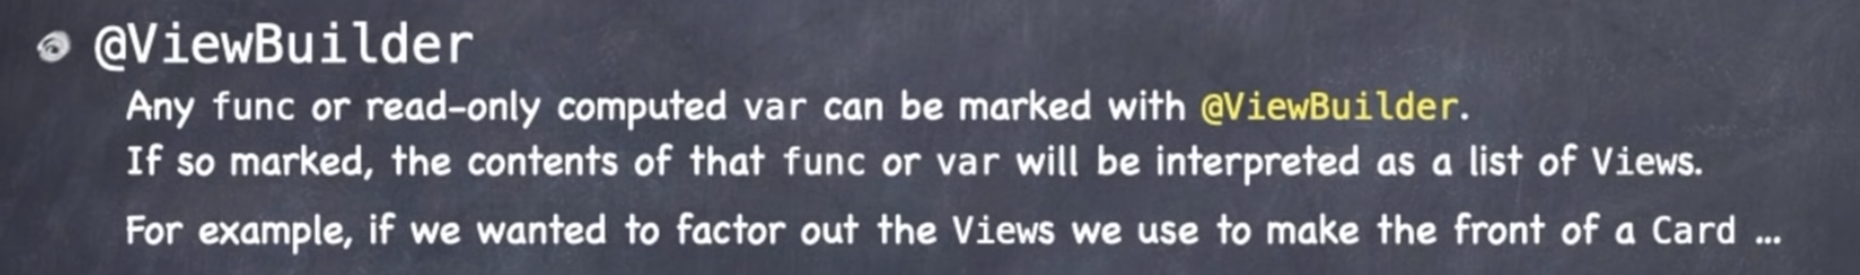 @ViewBuilder
Any func or read-only computed var can be marked with @ViewBuilder.
If so marked, the contents of that func or var will be interpreted as a list of Views.
For example, if we wanted to factor out the Views we use to make the front of a Card ...